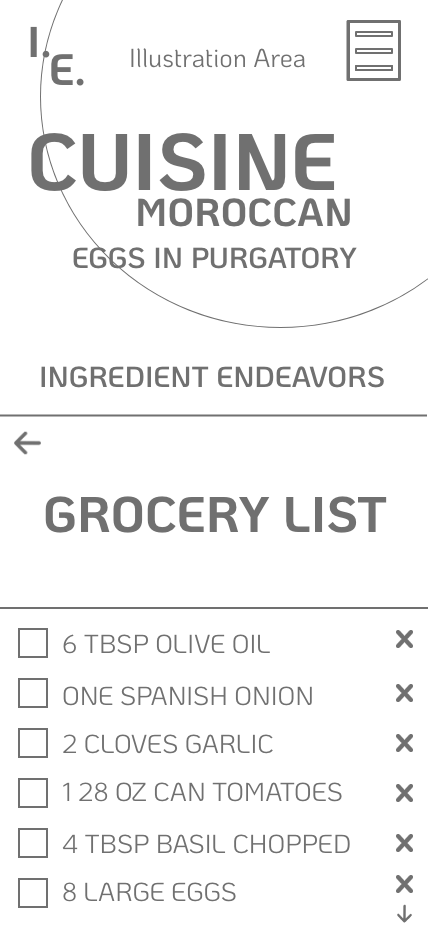 I.
E.
Illustration Area
CUISINE
MOROCCAN
EGGS IN PURGATORY
INGREDIENT ENDEAVORS
GROCERY LIST
6 TBSP OLIVE OIL
ONE SPANISH ONION
2 CLOVES GARLIC
1 28 OZ CAN TOMATOES
4 TBSP BASIL CHOPPED
8 LARGE EGGS